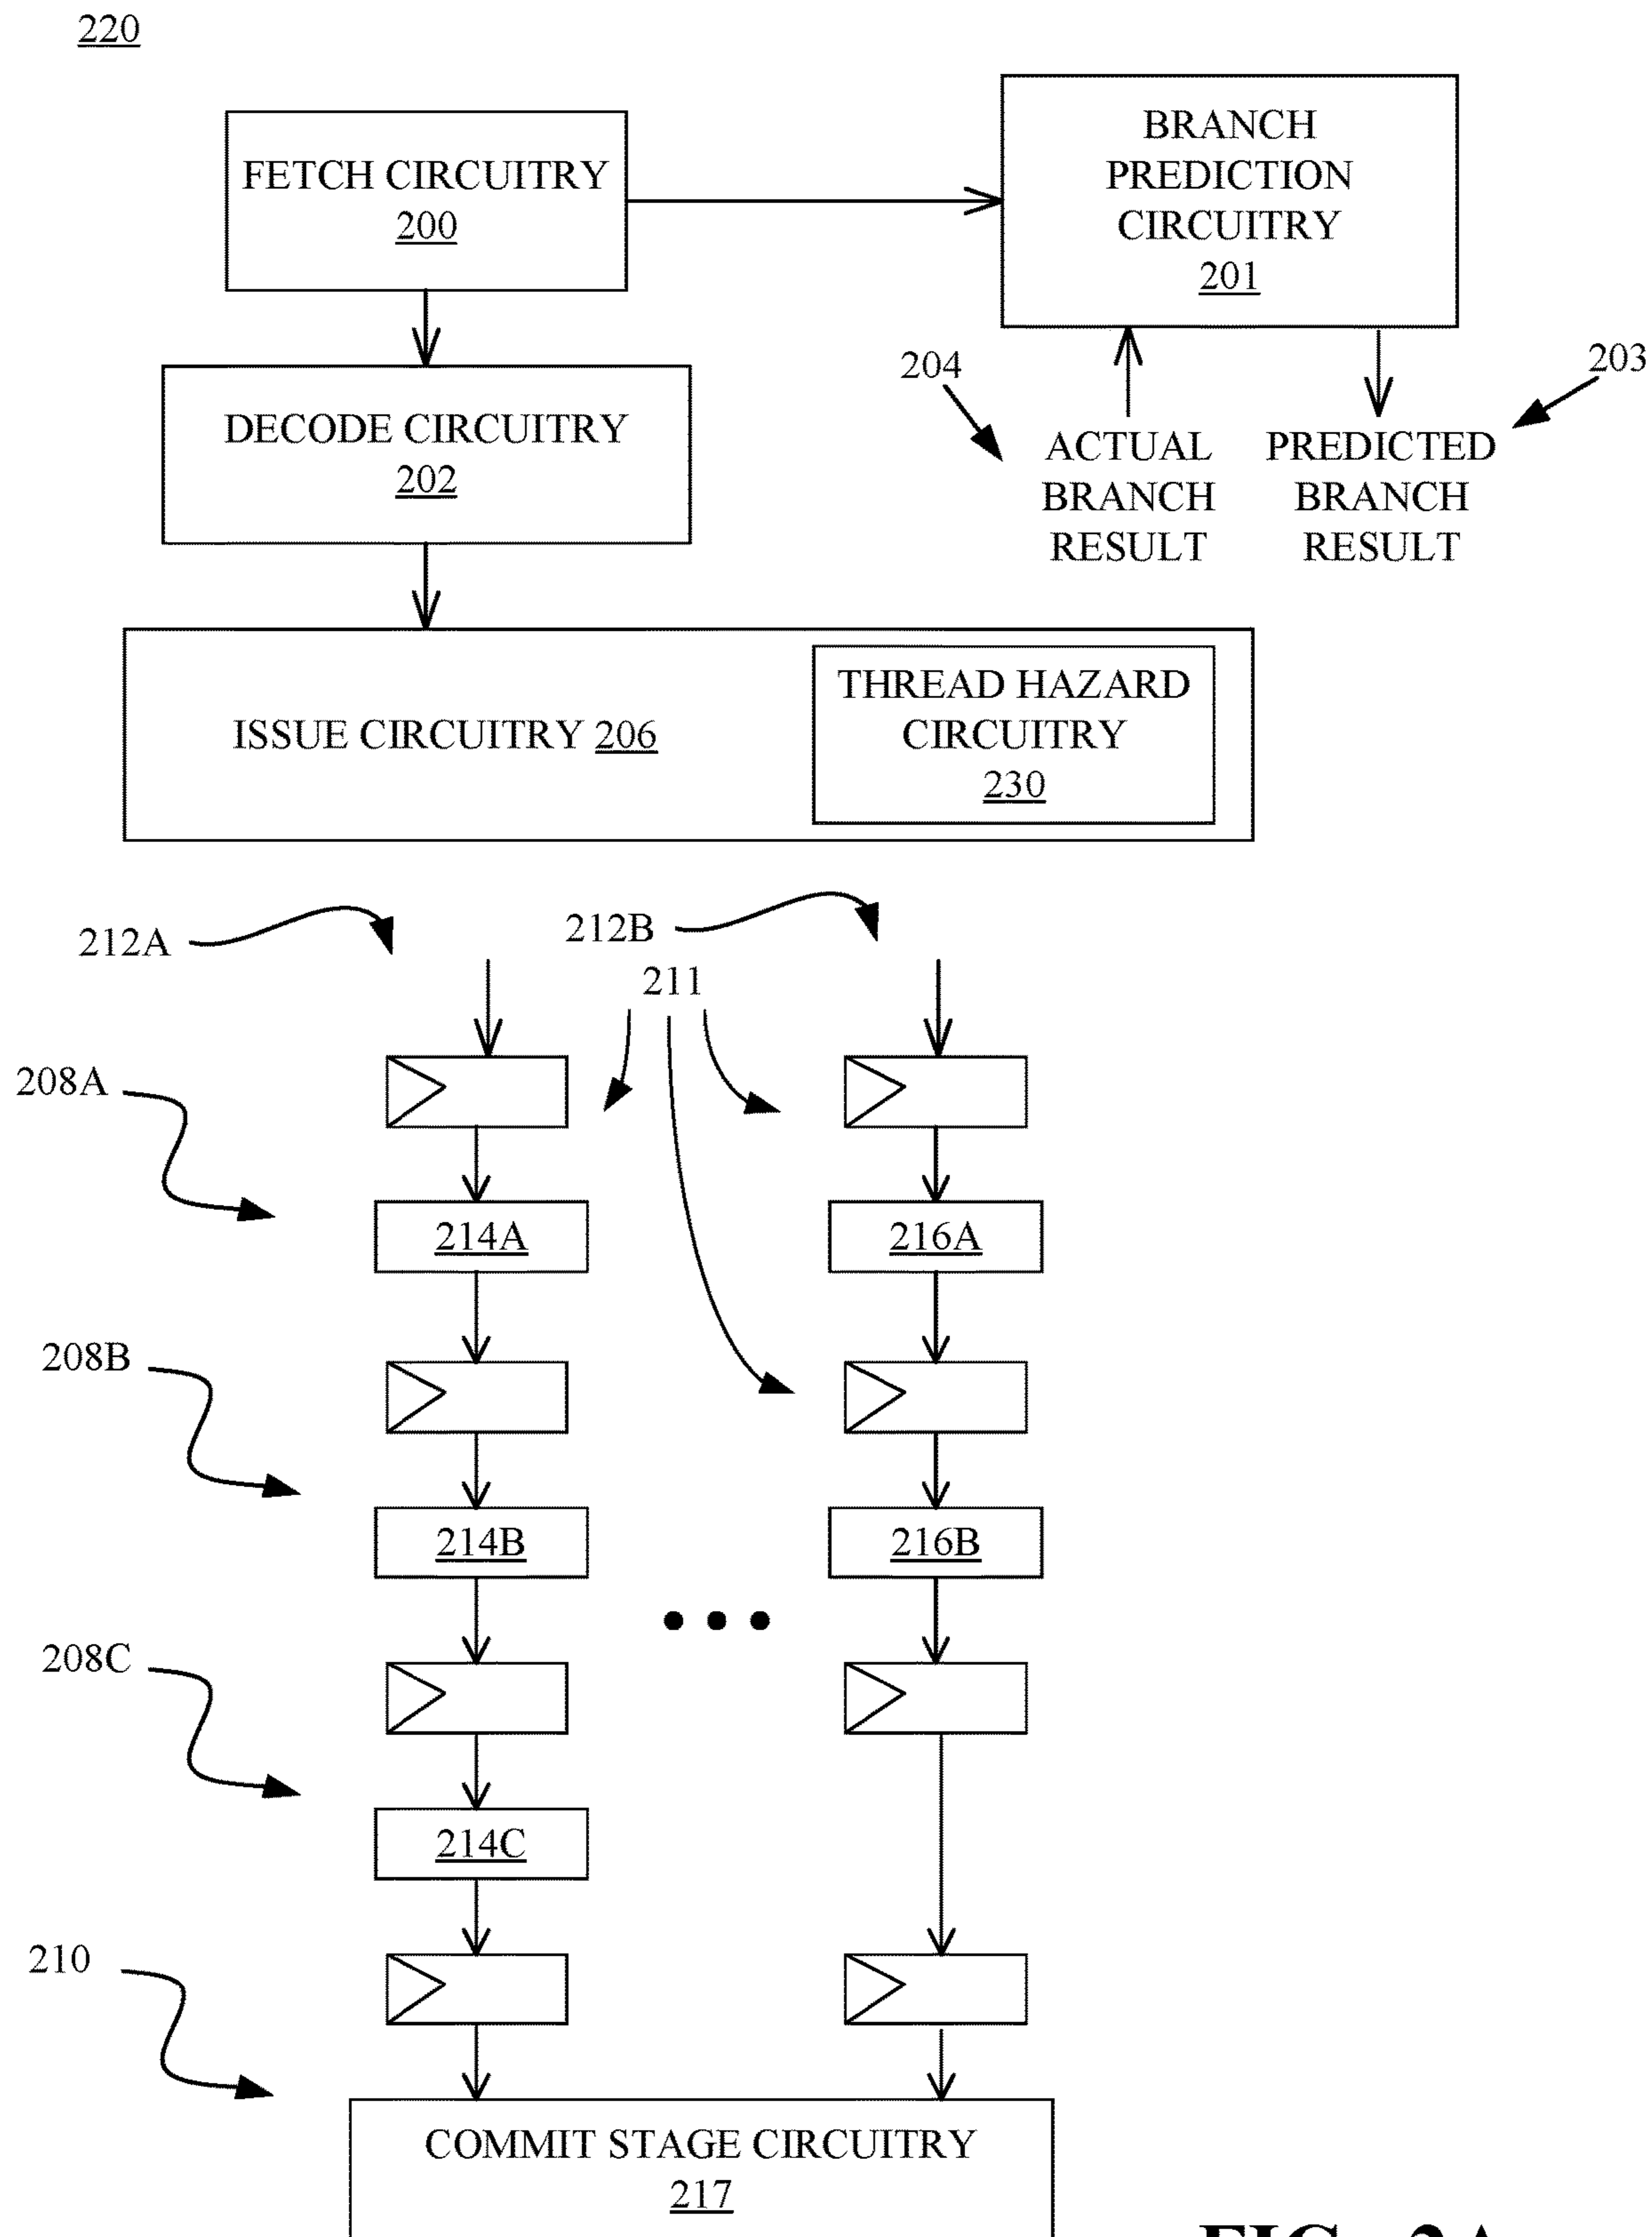 220
FETCH CIRCUITRY
200
BRANCH
PREDICTION
CIRCUITRY
201
DECODE CIRCUITRY
202
204
203
ACTUAL
BRANCH
RESULT
PREDICTED
BRANCH
RESULT
ISSUE CIRCUITRY 206
THREAD HAZARD
CIRCUITRY
230
212A
212B
211
208A
214A
216A
208B
214B
216B
208C
214C
210
COMMIT STAGE CIRCUITRY
217
FIG. 2A